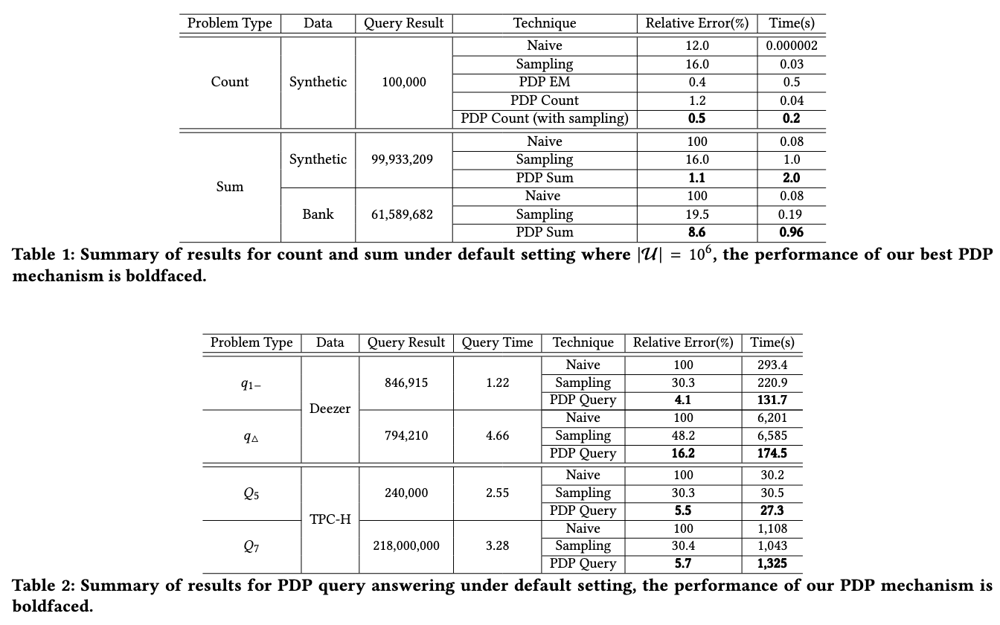 Problem Type Data Query Result Technique Relative Error(%) Time(s)
Count Synthetic 100,000 Naive 12.0 0.000002
Sampling 16.0 0.03
PDP EM 0.4 0.5
PDP Count 1.2 0.04
PDP Count (with sampling) 0.5 0.2
Sum Synthetic 99,933,209 Naive 100 0.08
Sampling 16.0 1.0
PDP Sum 1.1 2.0
Bank 61,589,682 Naive 100 0.08
Sampling 19.5 0.19
PDP Sum 8.6 0.96
Table 1: Summary of results for count and sum under default setting where |𝒰| = 10⁶, the performance of our best PDP
mechanism is boldfaced.
Problem Type Data Query Result Query Time Technique Relative Error(%) Time(s)
q₁₋ Deezer 846,915 1.22 Naive 100 293.4
Sampling 30.3 220.9
PDP Query 4.1 131.7
q△ 794,210 4.66 Naive 100 6,201
Sampling 48.2 6,585
PDP Query 16.2 174.5
Q₅ TPC-H 240,000 2.55 Naive 100 30.2
Sampling 30.3 30.5
PDP Query 5.5 27.3
Q₇ 218,000,000 3.28 Naive 100 1,108
Sampling 30.4 1,043
PDP Query 5.7 1,325
Table 2: Summary of results for PDP query answering under default setting, the performance of our PDP mechanism is
boldfaced.